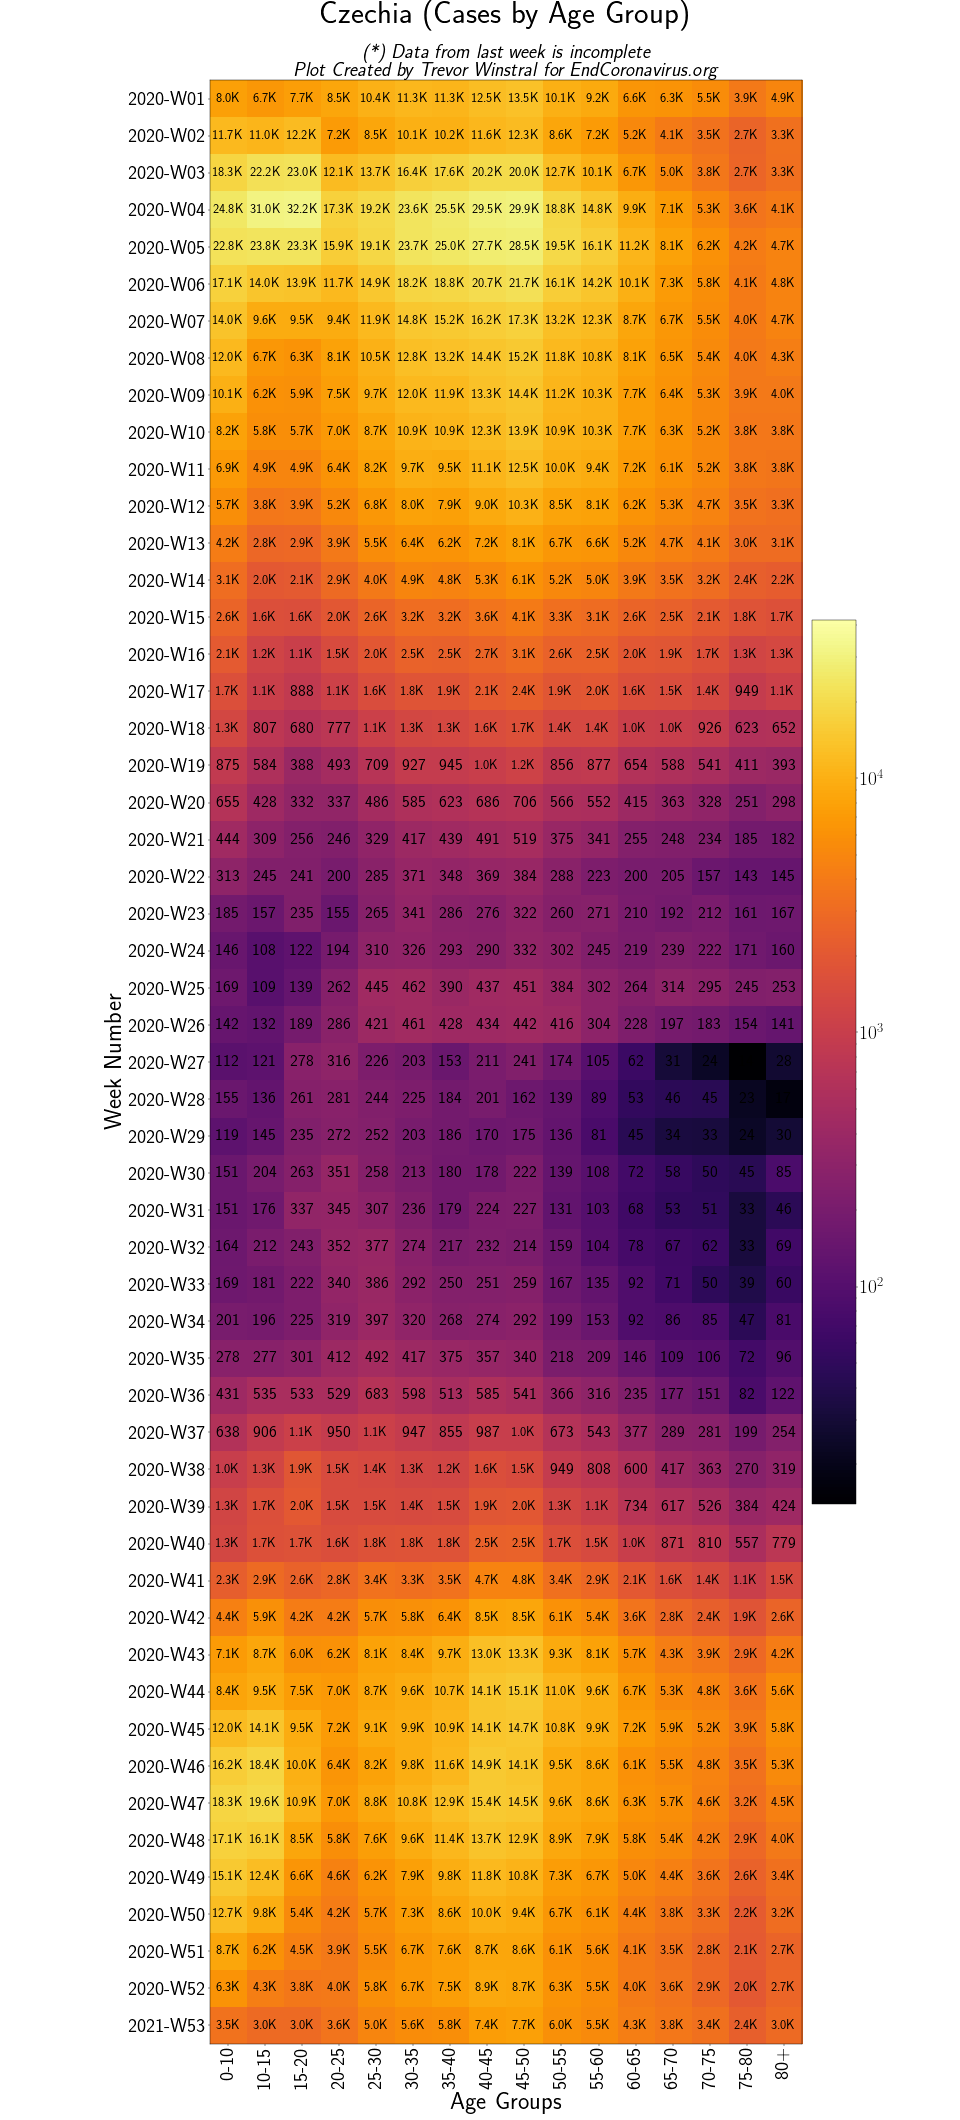 Czechia (Cases by Age Group)
(*) Data from last week is incomplete
Plot Created by Trevor Winstral for EndCoronavirus.org
2020-W01 8.0K 6.7K 7.7K 8.5K 10.4K 11.3K 11.3K 12.5K 13.5K 10.1K 9.2K 6.6K 6.3K 5.5K 3.9K 4.9K
2020-W02 11.7K 11.0K 12.2K 7.2K 8.5K 10.1K 10.2K 11.6K 12.3K 8.6K 7.2K 5.2K 4.1K 3.5K 2.7K 3.3K
2020-W03 18.3K 22.2K 23.0K 12.1K 13.7K 16.4K 17.6K 20.2K 20.0K 12.7K 10.1K 6.7K 5.0K 3.8K 2.7K 3.3K
2020-W04 24.8K 31.0K 32.2K 17.3K 19.2K 23.6K 25.5K 29.5K 29.9K 18.8K 14.8K 9.9K 7.1K 5.3K 3.6K 4.1K
2020-W05 22.8K 23.8K 23.3K 15.9K 19.1K 23.7K 25.0K 27.7K 28.5K 19.5K 16.1K 11.2K 8.1K 6.2K 4.2K 4.7K
2020-W06 17.1K 14.0K 13.9K 11.7K 14.9K 18.2K 18.8K 20.7K 21.7K 16.1K 14.2K 10.1K 7.3K 5.8K 4.1K 4.8K
2020-W07 14.0K 9.6K 9.5K 9.4K 11.9K 14.8K 15.2K 16.2K 17.3K 13.2K 12.3K 8.7K 6.7K 5.5K 4.0K 4.7K
2020-W08 12.0K 6.7K 6.3K 8.1K 10.5K 12.8K 13.2K 14.4K 15.2K 11.8K 10.8K 8.1K 6.5K 5.4K 4.0K 4.3K
2020-W09 10.1K 6.2K 5.9K 7.5K 9.7K 12.0K 11.9K 13.3K 14.4K 11.2K 10.3K 7.7K 6.4K 5.3K 3.9K 4.0K
2020-W10 8.2K 5.8K 5.7K 7.0K 8.7K 10.9K 10.9K 12.3K 13.9K 10.9K 10.3K 7.7K 6.3K 5.2K 3.8K 3.8K
2020-W11 6.9K 4.9K 4.9K 6.4K 8.2K 9.7K 9.5K 11.1K 12.5K 10.0K 9.4K 7.2K 6.1K 5.2K 3.8K 3.8K
2020-W12 5.7K 3.8K 3.9K 5.2K 6.8K 8.0K 7.9K 9.0K 10.3K 8.5K 8.1K 6.2K 5.3K 4.7K 3.5K 3.3K
2020-W13 4.2K 2.8K 2.9K 3.9K 5.5K 6.4K 6.2K 7.2K 8.1K 6.7K 6.6K 5.2K 4.7K 4.1K 3.0K 3.1K
2020-W14 3.1K 2.0K 2.1K 2.9K 4.0K 4.9K 4.8K 5.3K 6.1K 5.2K 5.0K 3.9K 3.5K 3.2K 2.4K 2.2K
2020-W15 2.6K 1.6K 1.6K 2.0K 2.6K 3.2K 3.2K 3.6K 4.1K 3.3K 3.1K 2.6K 2.5K 2.1K 1.8K 1.7K
2020-W16 2.1K 1.2K 1.1K 1.5K 2.0K 2.5K 2.5K 2.7K 3.1K 2.6K 2.5K 2.0K 1.9K 1.7K 1.3K 1.3K
2020-W17 1.7K 1.1K 888 1.1K 1.6K 1.8K 1.9K 2.1K 2.4K 1.9K 2.0K 1.6K 1.5K 1.4K 949 1.1K
2020-W18 1.3K 807 680 777 1.1K 1.3K 1.3K 1.6K 1.7K 1.4K 1.4K 1.0K 1.0K 926 623 652
2020-W19 875 584 388 493 709 927 945 1.0K 1.2K 856 877 654 588 541 411 393
2020-W20 655 428 332 337 486 585 623 686 706 566 552 415 363 328 251 298
2020-W21 444 309 256 246 329 417 439 491 519 375 341 255 248 234 185 182
2020-W22 313 245 241 200 285 371 348 369 384 288 223 200 205 157 143 145
2020-W23 185 157 235 155 265 341 286 276 322 260 271 210 192 212 161 167
2020-W24 146 108 122 194 310 326 293 290 332 302 245 219 239 222 171 160
2020-W25 169 109 139 262 445 462 390 437 451 384 302 264 314 295 245 253
2020-W26 142 132 189 286 421 461 428 434 442 416 304 228 197 183 154 141
2020-W27 112 121 278 316 226 203 153 211 241 174 105 62 31 24 28
2020-W28 155 136 261 281 244 225 184 201 162 139 89 53 46 45 23
2020-W29 119 145 235 272 252 203 186 170 175 136 81 45 34 33 24 30
2020-W30 151 204 263 351 258 213 180 178 222 139 108 72 58 50 45 85
2020-W31 151 176 337 345 307 236 179 224 227 131 103 68 53 51 33 46
2020-W32 164 212 243 352 377 274 217 232 214 159 104 78 67 62 33 69
2020-W33 169 181 222 340 386 292 250 251 259 167 135 92 71 50 39 60
2020-W34 201 196 225 319 397 320 268 274 292 199 153 92 86 85 47 81
2020-W35 278 277 301 412 492 417 375 357 340 218 209 146 109 106 72 96
2020-W36 431 535 533 529 683 598 513 585 541 366 316 235 177 151 82 122
2020-W37 638 906 1.1K 950 1.1K 947 855 987 1.0K 673 543 377 289 281 199 254
2020-W38 1.0K 1.3K 1.9K 1.5K 1.4K 1.3K 1.2K 1.6K 1.5K 949 808 600 417 363 270 319
2020-W39 1.3K 1.7K 2.0K 1.5K 1.5K 1.4K 1.5K 1.9K 2.0K 1.3K 1.1K 734 617 526 384 424
2020-W40 1.3K 1.7K 1.7K 1.6K 1.8K 1.8K 1.8K 2.5K 2.5K 1.7K 1.5K 1.0K 871 810 557 779
2020-W41 2.3K 2.9K 2.6K 2.8K 3.4K 3.3K 3.5K 4.7K 4.8K 3.4K 2.9K 2.1K 1.6K 1.4K 1.1K 1.5K
2020-W42 4.4K 5.9K 4.2K 4.2K 5.7K 5.8K 6.4K 8.5K 8.5K 6.1K 5.4K 3.6K 2.8K 2.4K 1.9K 2.6K
2020-W43 7.1K 8.7K 6.0K 6.2K 8.1K 8.4K 9.7K 13.0K 13.3K 9.3K 8.1K 5.7K 4.3K 3.9K 2.9K 4.2K
2020-W44 8.4K 9.5K 7.5K 7.0K 8.7K 9.6K 10.7K 14.1K 15.1K 11.0K 9.6K 6.7K 5.3K 4.8K 3.6K 5.6K
2020-W45 12.0K 14.1K 9.5K 7.2K 9.1K 9.9K 10.9K 14.1K 14.7K 10.8K 9.9K 7.2K 5.9K 5.2K 3.9K 5.8K
2020-W46 16.2K 18.4K 10.0K 6.4K 8.2K 9.8K 11.6K 14.9K 14.1K 9.5K 8.6K 6.1K 5.5K 4.8K 3.5K 5.3K
2020-W47 18.3K 19.6K 10.9K 7.0K 8.8K 10.8K 12.9K 15.4K 14.5K 9.6K 8.6K 6.3K 5.7K 4.6K 3.2K 4.5K
2020-W48 17.1K 16.1K 8.5K 5.8K 7.6K 9.6K 11.4K 13.7K 12.9K 8.9K 7.9K 5.8K 5.4K 4.2K 2.9K 4.0K
2020-W49 15.1K 12.4K 6.6K 4.6K 6.2K 7.9K 9.8K 11.8K 10.8K 7.3K 6.7K 5.0K 4.4K 3.6K 2.6K 3.4K
2020-W50 12.7K 9.8K 5.4K 4.2K 5.7K 7.3K 8.6K 10.0K 9.4K 6.7K 6.1K 4.4K 3.8K 3.3K 2.2K 3.2K
2020-W51 8.7K 6.2K 4.5K 3.9K 5.5K 6.7K 7.6K 8.7K 8.6K 6.1K 5.6K 4.1K 3.5K 2.8K 2.1K 2.7K
2020-W52 6.3K 4.3K 3.8K 4.0K 5.8K 6.7K 7.5K 8.9K 8.7K 6.3K 5.5K 4.0K 3.6K 2.9K 2.0K 2.7K
2021-W53 3.5K 3.0K 3.0K 3.6K 5.0K 5.6K 5.8K 7.4K 7.7K 6.0K 5.5K 4.3K 3.8K 3.4K 2.4K 3.0K
0-10 10-15 15-20 20-25 25-30 30-35 35-40 40-45 45-50 50-55 55-60 60-65 65-70 70-75 75-80 80+
Age Groups
Week Number
10⁴
10³
10²